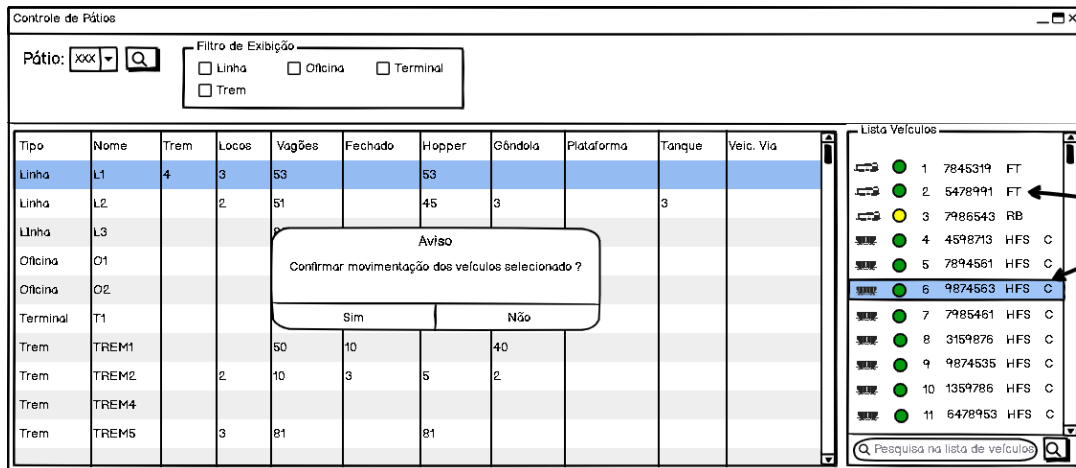 Controle de Pátios
Pátio: xxx
Filtro de Exibição
Linha Oficina Terminal
Trem
Tipo Nome Trem Locos Vagões Fechado Hopper Gôndola Plataforma Tanque Veic. Via
Linha L1 4 3 53 53
Linha L2 2 51 45 3 3
Linha L3
Oficina O1
Oficina O2
Terminal T1
Trem TREM1 50 10 40
Trem TREM2 2 10 3 5 2
Trem TREM4
Trem TREM5 3 81 81
Aviso
Confirmar movimentação dos veículos selecionado ?
Sim Não
Lista Veículos
1 7845319 FT
2 5478991 FT
3 7986543 RB
4 4598713 HFS C
5 7894561 HFS C
6 9874563 HFS C
7 7985461 HFS C
8 3159876 HFS C
9 9874535 HFS C
10 1359786 HFS C
11 6478953 HFS C
Pesquisa na lista de veículos